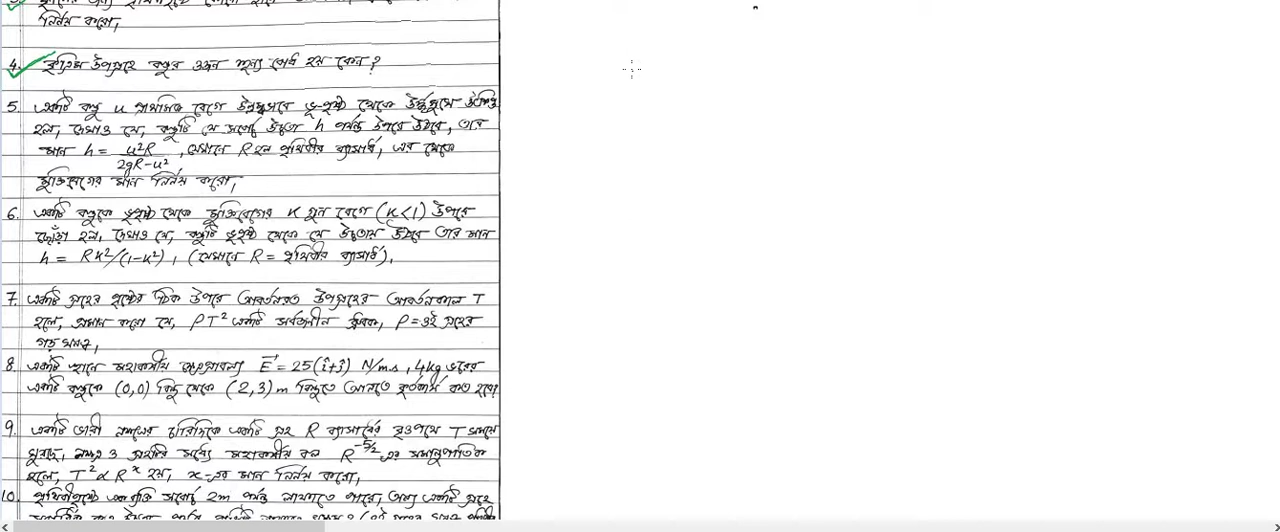 নির্ণয় করো,
4. কৃত্রিম উপগ্রহে বস্তুর ওজন শূন্য বোধ হয় কেন?
5. একটি বস্তু u প্রাথমিক বেগে উল্লম্বভাবে ভূপৃষ্ঠ থেকে ঊর্ধ্বমুখে উৎক্ষিপ্ত
হল, দেখাও যে, বস্তুটি যে সর্বোচ্চ উচ্চতা h পর্যন্ত উপরে উঠবে, তার
মান h = u²R / 2gR-u² , যেখানে R হল পৃথিবীর ব্যাসার্ধ, এর থেকে
মুক্তিবেগের মান নির্ণয় করো,
6. একটি বস্তুকে ভূপৃষ্ঠ থেকে মুক্তিবেগের K গুন বেগে (K<1) উপরে
ছোঁড়া হল, দেখাও যে, বস্তুটি ভূপৃষ্ঠ থেকে যে উচ্চতায় উঠবে তার মান
h = RK²/(1-K²), (যেখানে R = পৃথিবীর ব্যাসার্ধ),
7. একটি গ্রহের পৃষ্ঠের ঠিক উপরে আবর্তনরত উপগ্রহের আবর্তনকাল T
হলে, প্রমান করো যে, ρT² একটি সর্বজনীন ধ্রুবক, ρ = ওই গ্রহের
গড় ঘনত্ব,
8. একটি স্থানে মহাকর্ষীয় প্রাবল্য E⃗ = 25(î+ĵ) N/m.s, 4kg ভরের
একটি বস্তুকে (0,0) বিন্দু থেকে (2,3) m বিন্দুতে আনতে কৃতকার্য কত হবে?
9. একটি ভারী নক্ষত্রের চারিদিকে একটি গ্রহ R ব্যাসার্ধের বৃত্তপথে T সময়ে
ঘুরছে, নক্ষত্র ও গ্রহটির মধ্যে মহাকর্ষীয় বল R^-5/2 এর সমানুপাতিক
হলে, T² ∝ Rˣ হয়, x-এর মান নির্ণয় করো,
10. পৃথিবীপৃষ্ঠে এক ব্যক্তি সর্বোচ্চ 2m পর্যন্ত লাফাতে পারে, অন্য একটি গ্রহে